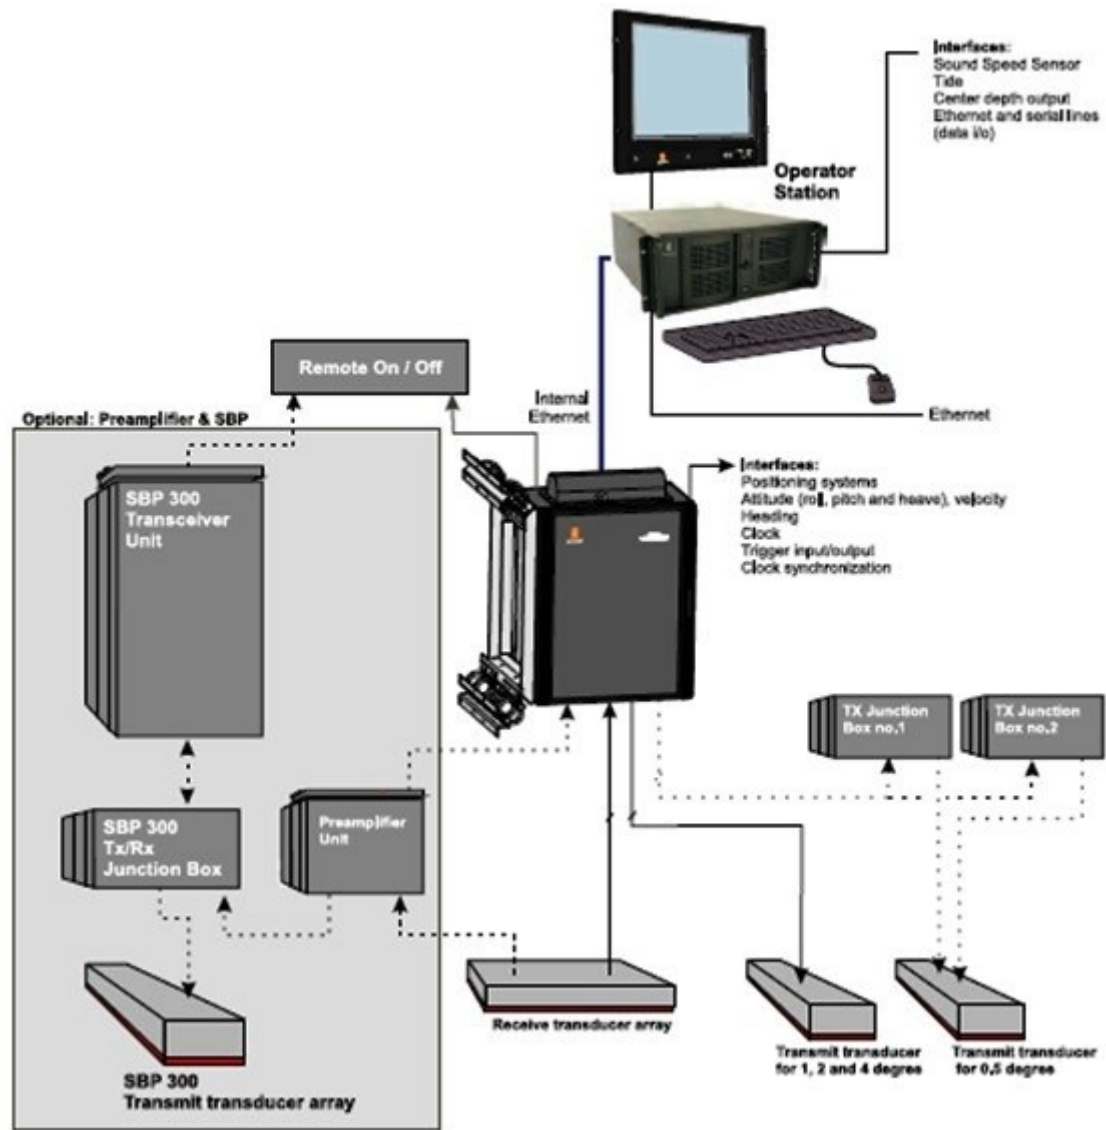 Interfaces:
Sound Speed Sensor
Tide
Center depth output
Ethernet and serial lines
(data i/o)
Operator
Station
Remote On / Off
Internal
Ethernet
Ethernet
Optional: Preamplifier & SBP
SBP 300
Transceiver
Unit
Interfaces:
Positioning systems
Attitude (roll, pitch and heave), velocity
Heading
Clock
Trigger input/output
Clock synchronization
TX Junction
Box no.1
TX Junction
Box no.2
SBP 300
Tx/Rx
Junction Box
Preamplifier
Unit
Receive transducer array
Transmit transducer
for 1, 2 and 4 degree
Transmit transducer
for 0,5 degree
SBP 300
Transmit transducer array